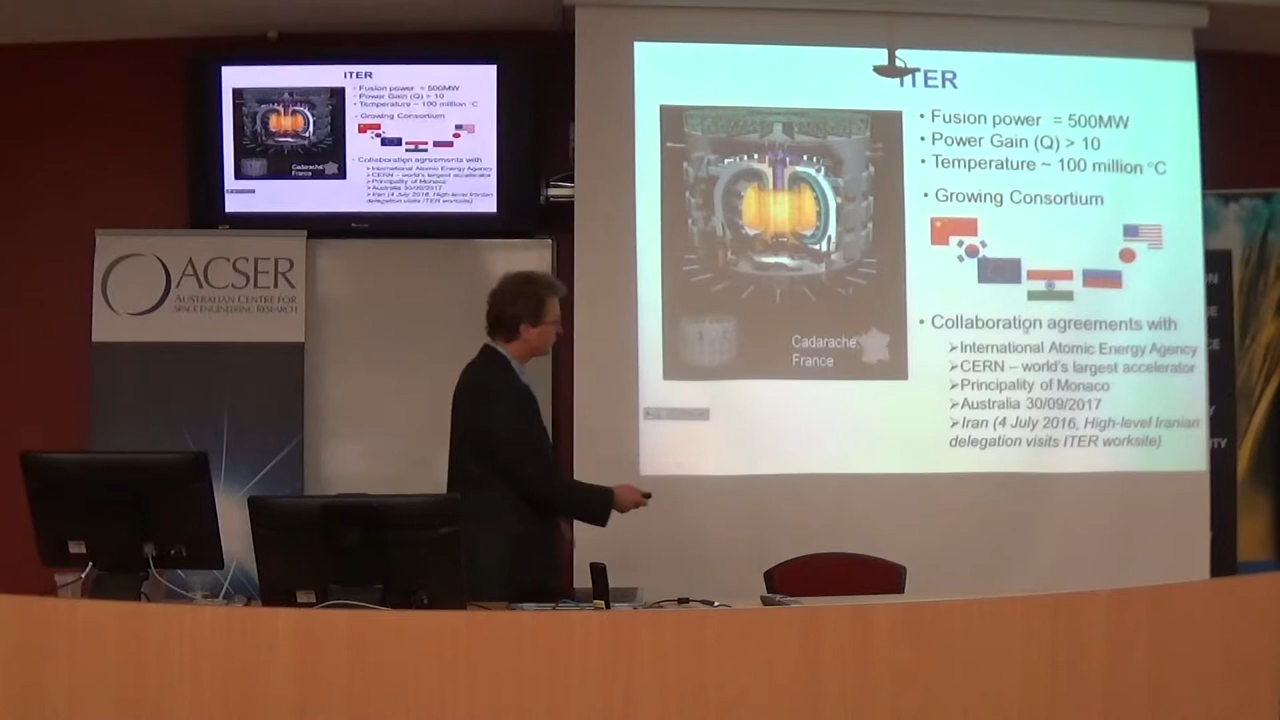 ITER
Fusion power = 500MW
Power Gain (Q) > 10
Temperature ~ 100 million °C
Growing Consortium
Cadarache,
France
Collaboration agreements with
International Atomic Energy Agency
CERN – world's largest accelerator
Principality of Monaco
Australia 30/09/2017
Iran (4 July 2016, High-level Iranian
delegation visits ITER worksite)
ACSER
AUSTRALIAN CENTRE FOR
SPACE ENGINEERING RESEARCH
ITER
• Fusion power = 500MW
• Power Gain (Q) > 10
• Temperature ~ 100 million °C
• Growing Consortium
Cadarache,
France
• Collaboration agreements with
➢International Atomic Energy Agency
➢CERN – world's largest accelerator
➢Principality of Monaco
➢Australia 30/09/2017
➢Iran (4 July 2016, High-level Iranian
delegation visits ITER worksite)